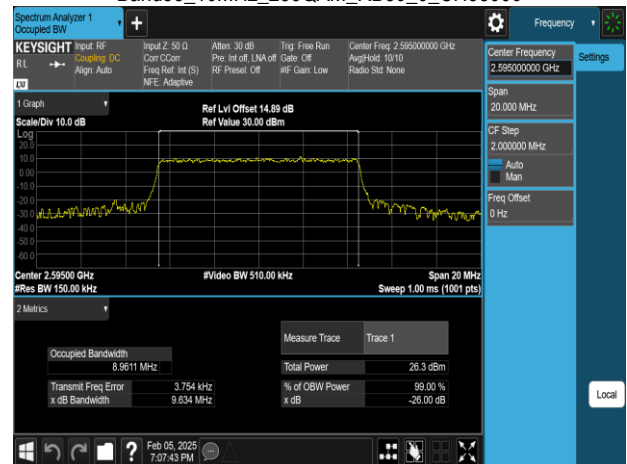 Spectrum Analyzer 1
Occupied BW
Frequency
KEYSIGHT
RL
Input: RF
Coupling: DC
Align: Auto
Input Z: 50 Ω
Corr CCorr
Freq Ref: Int (S)
NFE: Adaptive
Atten: 30 dB
Pre: Int off, LNA off
RF Preset: Off
Trig: Free Run
Gate: Off
#IF Gain: Low
Center Freq: 2.595000000 GHz
Avg|Hold: 10/10
Radio Std: None
LXI
Center Frequency
2.595000000 GHz
Settings
Span
20.000 MHz
CF Step
2.000000 MHz
Auto
Man
Freq Offset
0 Hz
Local
1 Graph
Scale/Div 10.0 dB
Ref Lvl Offset 14.89 dB
Ref Value 30.00 dBm
Log
20.0
10.0
0.00
-10.0
-20.0
-30.0
-40.0
-50.0
-60.0
Center 2.59500 GHz
#Video BW 510.00 kHz
Span 20 MHz
#Res BW 150.00 kHz
Sweep 1.00 ms (1001 pts)
2 Metrics
Measure Trace
Trace 1
Occupied Bandwidth
8.9611 MHz
Total Power
26.3 dBm
Transmit Freq Error
3.754 kHz
% of OBW Power
99.00 %
x dB Bandwidth
9.634 MHz
x dB
-26.00 dB
Feb 05, 2025
7:07:43 PM